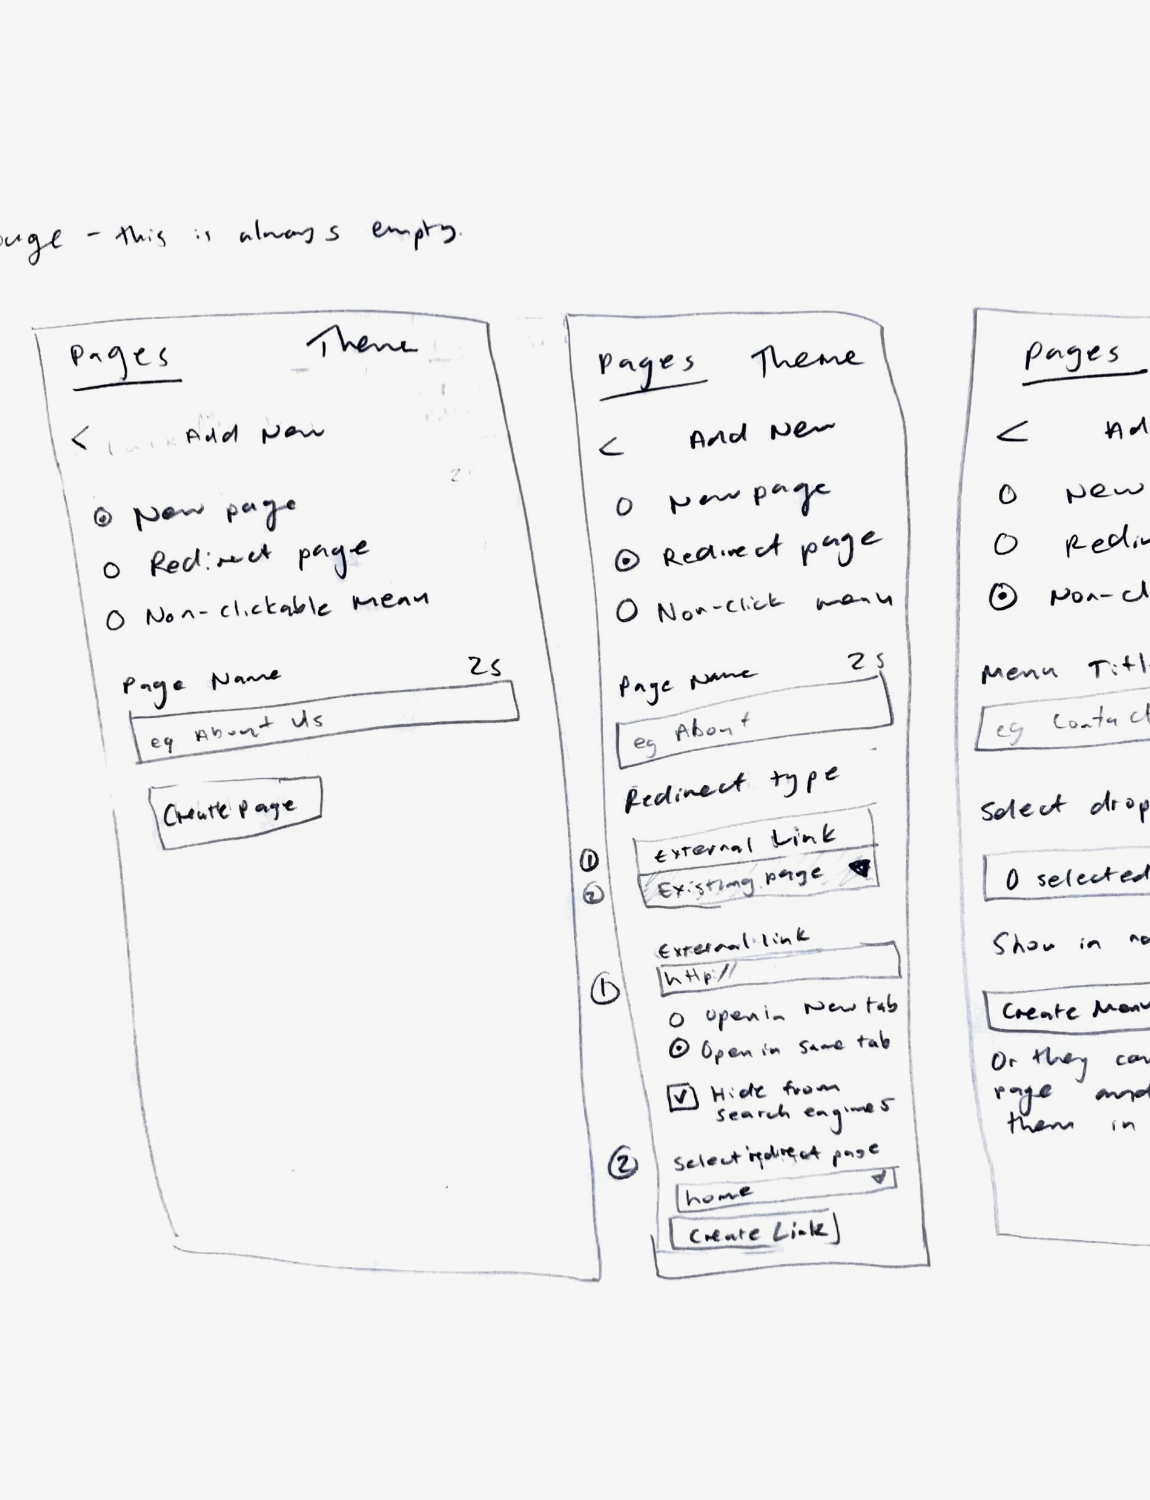 - this is always empty.
Pages Theme
< Add New
New page
Redirect page
Non-clickable menu
Page Name 25
eg About Us
Create Page
Pages Theme
< Add New
New page
Redirect page
Non-click menu
Page Name 25
eg About
Redirect type
① External Link
② Existing page
External link
① http://
Open in New tab
Open in same tab
Hide from
search engines
② Select redirect page
home
Create Link
Pages
< Ad
New
Redir
Non-cl
Menu Titl
eg Contact
Select drop
0 selected
Show in na
Create Menu
Or they can
page and
them in